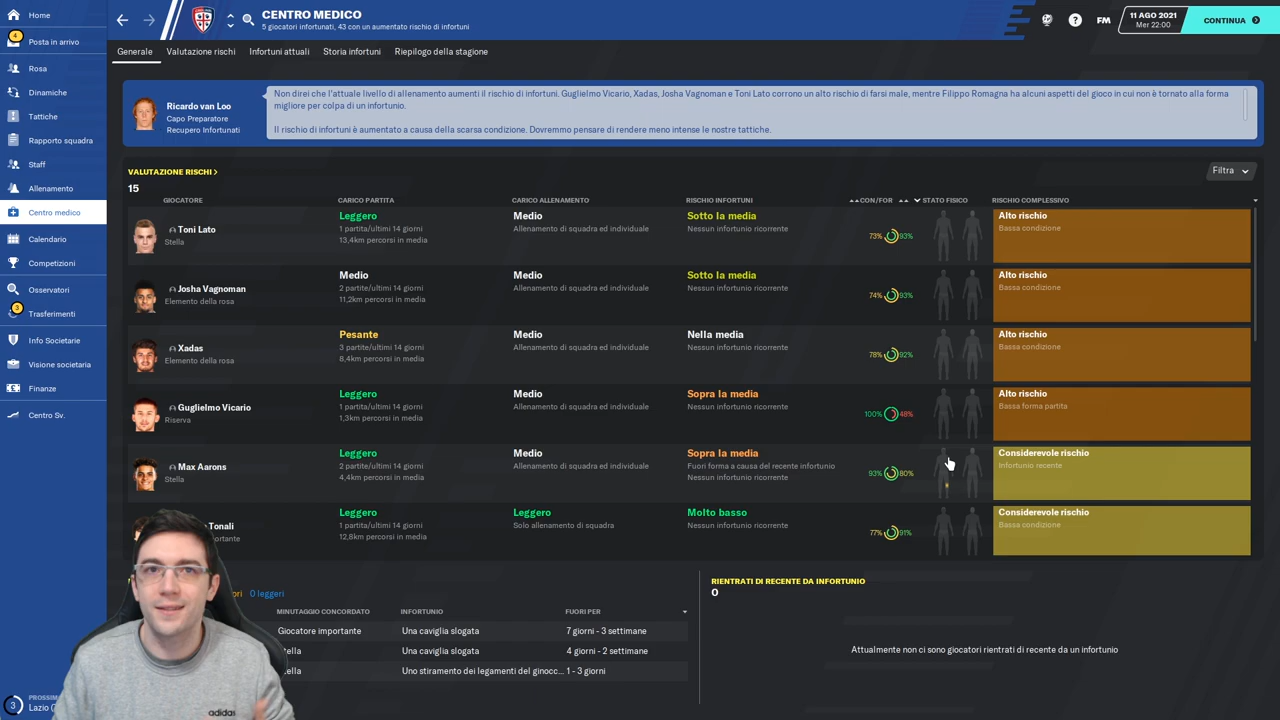 Home
4
Posta in arrivo
Rosa
Dinamiche
Tattiche
Rapporto squadra
Staff
Allenamento
Centro medico
Calendario
Competizioni
Osservatori
3
Trasferimenti
Info Societarie
Visione societaria
Finanze
Centro Sv.
3
Lazio
CENTRO MEDICO
5 giocatori infortunati, 43 con un aumentato rischio di infortuni
FM
11 AGO 2021
Mer 22:00
CONTINUA
Generale
Valutazione rischi
Infortuni attuali
Storia infortuni
Riepilogo della stagione
Ricardo van Loo
Capo Preparatore
Recupero Infortunati
Non direi che l'attuale livello di allenamento aumenti il rischio di infortuni. Guglielmo Vicario, Xadas, Josha Vagnoman e Toni Lato corrono un alto rischio di farsi male, mentre Filippo Romagna ha alcuni aspetti del gioco in cui non è tornato alla forma
migliore per colpa di un infortunio.
Il rischio di infortuni è aumentato a causa della scarsa condizione. Dovremmo pensare di rendere meno intense le nostre tattiche.
VALUTAZIONE RISCHI >
15
Filtra
GIOCATORE CARICO PARTITA CARICO ALLENAMENTO RISCHIO INFORTUNI CON/FOR STATO FISICO RISCHIO COMPLESSIVO
Toni Lato
Stella
Leggero
1 partita/ultimi 14 giorni
13,4km percorsi in media
Medio
Allenamento di squadra ed individuale
Sotto la media
Nessun infortunio ricorrente
73% 93%
Alto rischio
Bassa condizione
Josha Vagnoman
Elemento della rosa
Medio
2 partite/ultimi 14 giorni
11,2km percorsi in media
Medio
Allenamento di squadra ed individuale
Sotto la media
Nessun infortunio ricorrente
74% 93%
Alto rischio
Bassa condizione
Xadas
Elemento della rosa
Pesante
3 partite/ultimi 14 giorni
8,4km percorsi in media
Medio
Allenamento di squadra ed individuale
Nella media
Nessun infortunio ricorrente
78% 92%
Alto rischio
Bassa condizione
Guglielmo Vicario
Riserva
Leggero
1 partita/ultimi 14 giorni
1,3km percorsi in media
Medio
Allenamento di squadra ed individuale
Sopra la media
Nessun infortunio ricorrente
100% 48%
Alto rischio
Bassa forma partita
Max Aarons
Stella
Leggero
2 partite/ultimi 14 giorni
4,4km percorsi in media
Medio
Allenamento di squadra ed individuale
Sopra la media
Fuori forma a causa del recente infortunio
Nessun infortunio ricorrente
93% 80%
Considerevole rischio
Infortunio recente
Tonali
Leggero
1 partita/ultimi 14 giorni
12,8km percorsi in media
Leggero
Solo allenamento di squadra
Molto basso
Nessun infortunio ricorrente
77% 91%
Considerevole rischio
Bassa condizione
0 leggeri
MINUTAGGIO CONCORDATO INFORTUNIO FUORI PER
Giocatore importante Una caviglia slogata 7 giorni - 3 settimane
Una caviglia slogata 4 giorni - 2 settimane
Uno stiramento dei legamenti del ginocc... 1 - 3 giorni
RIENTRATI DI RECENTE DA INFORTUNIO
0
Attualmente non ci sono giocatori rientrati di recente da un infortunio
adidas